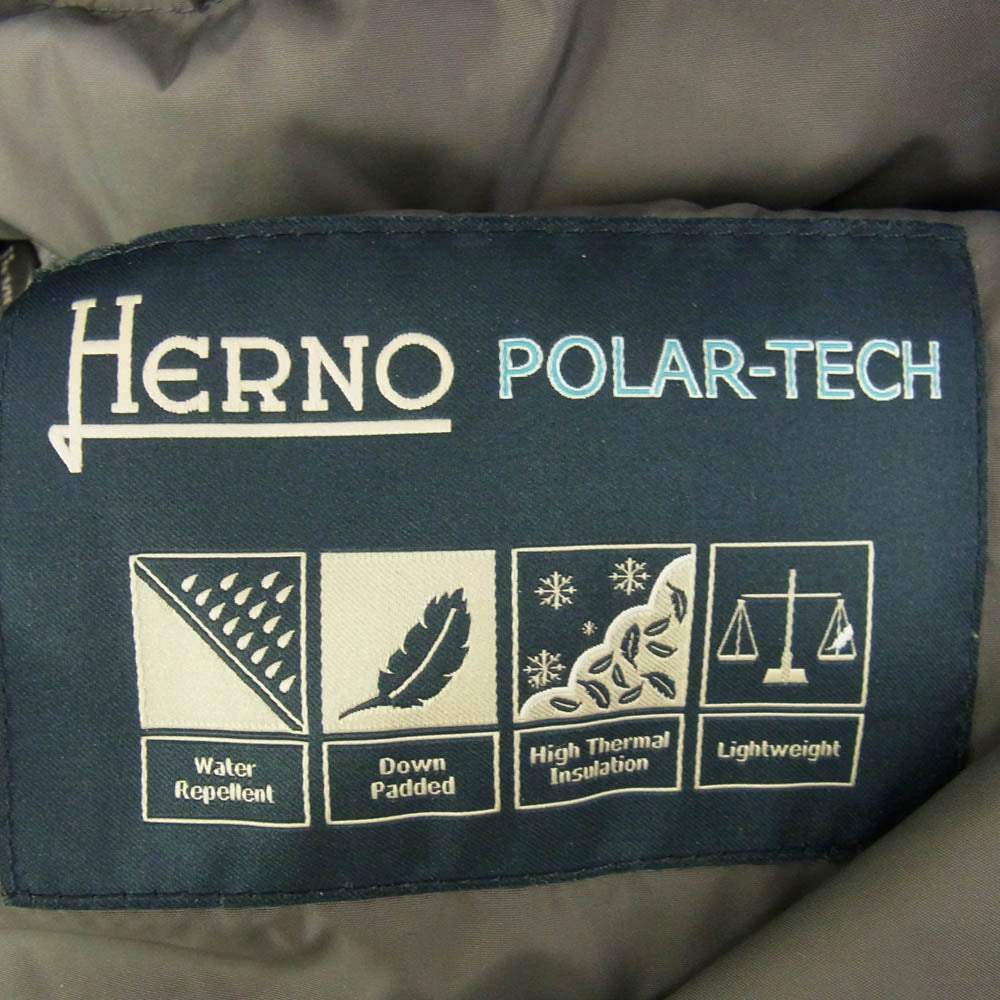 HERNO POLAR-TECH
Water
Repellent
Down
Padded
High Thermal
Insulation
Lightweight